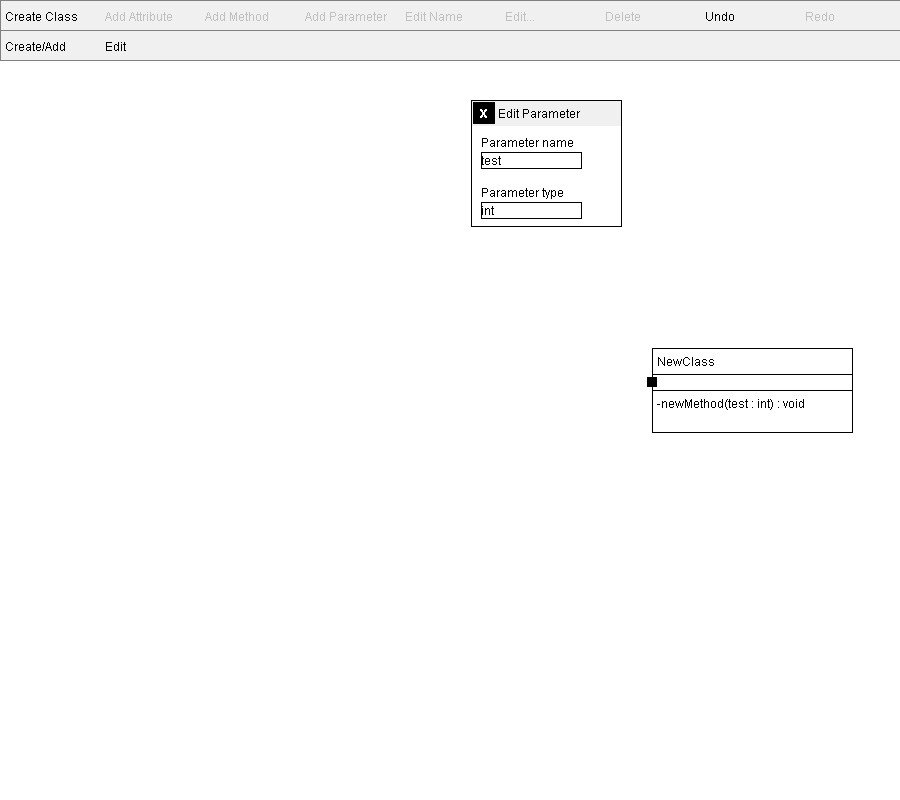 Create Class Add Attribute Add Method Add Parameter Edit Name Edit... Delete Undo Redo
Create/Add Edit
X Edit Parameter
Parameter name
test
Parameter type
int
NewClass
-newMethod(test : int) : void